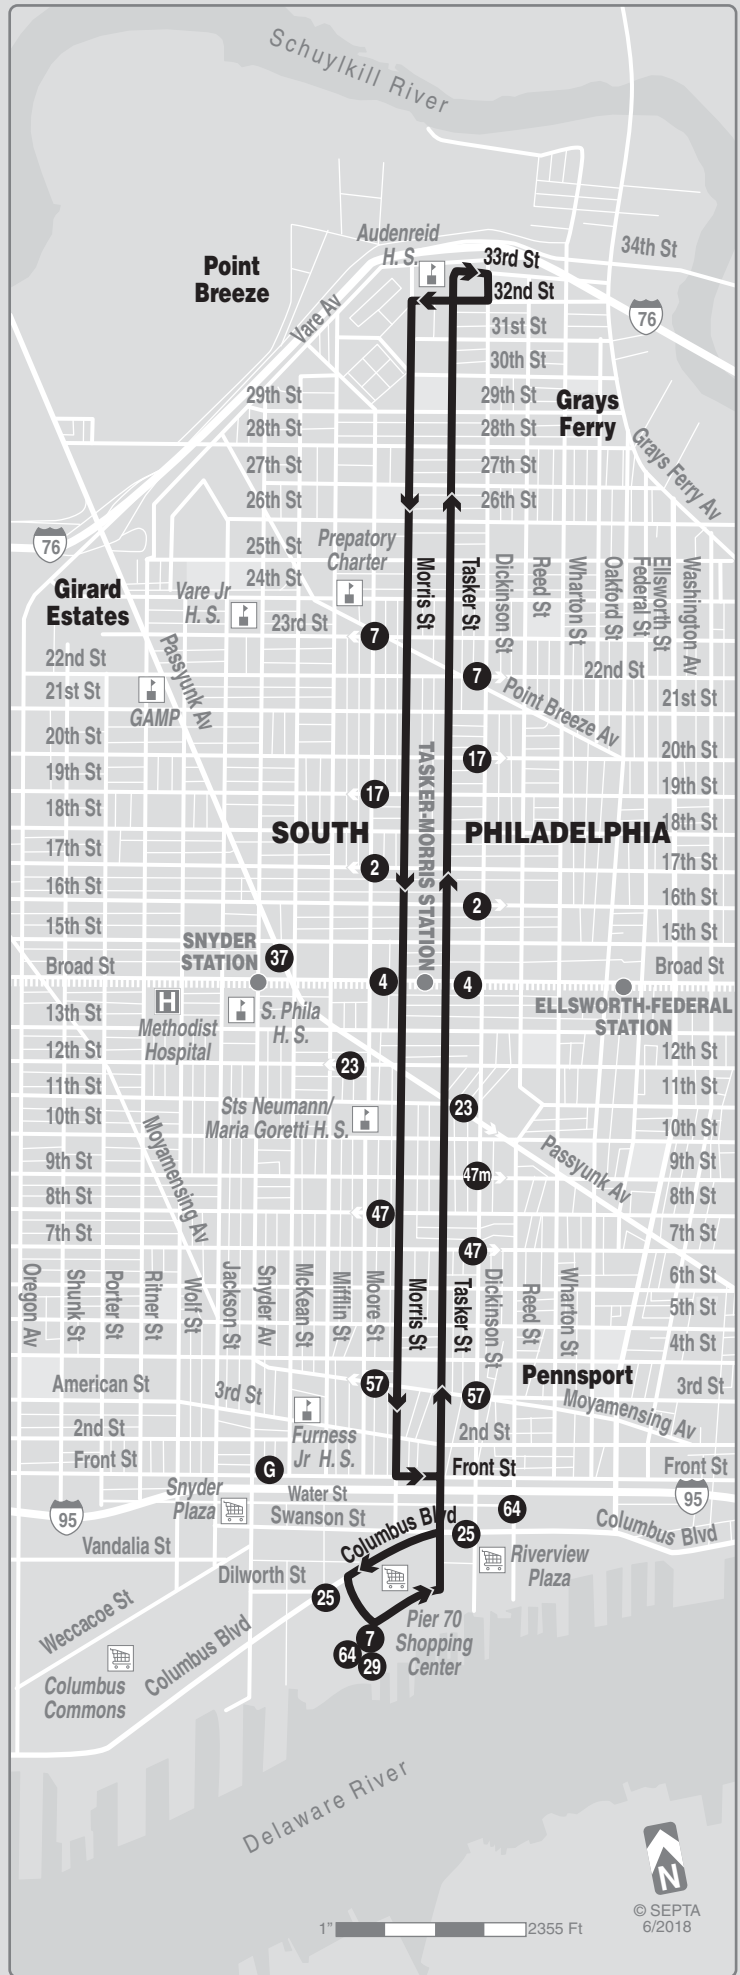 Schuylkill River
Audenreid
H. S.
33rd St
34th St
Point
Breeze
32nd St
Vare Av
76
31st St
30th St
29th St
29th St
Grays
Ferry
28th St
28th St
Grays Ferry Av
27th St
27th St
26th St
26th St
76
25th St
Prepatory
Charter
24th St
Girard
Estates
Vare Jr
H. S.
23rd St
Morris St
Tasker St
Dickinson St
Reed St
Wharton St
Oakford St
Federal St
Ellsworth St
Washington Av
7
22nd St
22nd St
Passyunk Av
7
21st St
21st St
GAMP
Point Breeze Av
20th St
20th St
17
TASKER-MORRIS STATION
19th St
19th St
17
18th St
18th St
SOUTH
PHILADELPHIA
17th St
17th St
2
16th St
16th St
2
15th St
15th St
SNYDER
STATION
37
Broad St
Broad St
4
4
13th St
Methodist
Hospital
H
S. Phila
H. S.
ELLSWORTH-FEDERAL
STATION
12th St
12th St
23
11th St
11th St
10th St
Sts Neumann/
Maria Goretti H. S.
23
10th St
Moyamensing Av
Passyunk Av
9th St
9th St
47m
8th St
8th St
47
7th St
7th St
47
Oregon Av
Shunk St
Porter St
Ritner St
Wolf St
Jackson St
Snyder Av
McKean St
Mifflin St
Moore St
Morris St
Tasker St
Dickinson St
Reed St
Wharton St
6th St
5th St
4th St
American St
3rd St
57
57
Pennsport
3rd St
Moyamensing Av
2nd St
Furness
Jr H. S.
2nd St
Front St
G
Front St
Front St
95
Snyder
Plaza
Water St
Swanson St
64
95
Vandalia St
Columbus Blvd
25
Columbus Blvd
Dilworth St
Riverview
Plaza
25
Weccacoe St
7
64
29
Pier 70
Shopping
Center
Columbus Blvd
Columbus
Commons
Delaware River
N
© SEPTA
6/2018
1"
2355 Ft